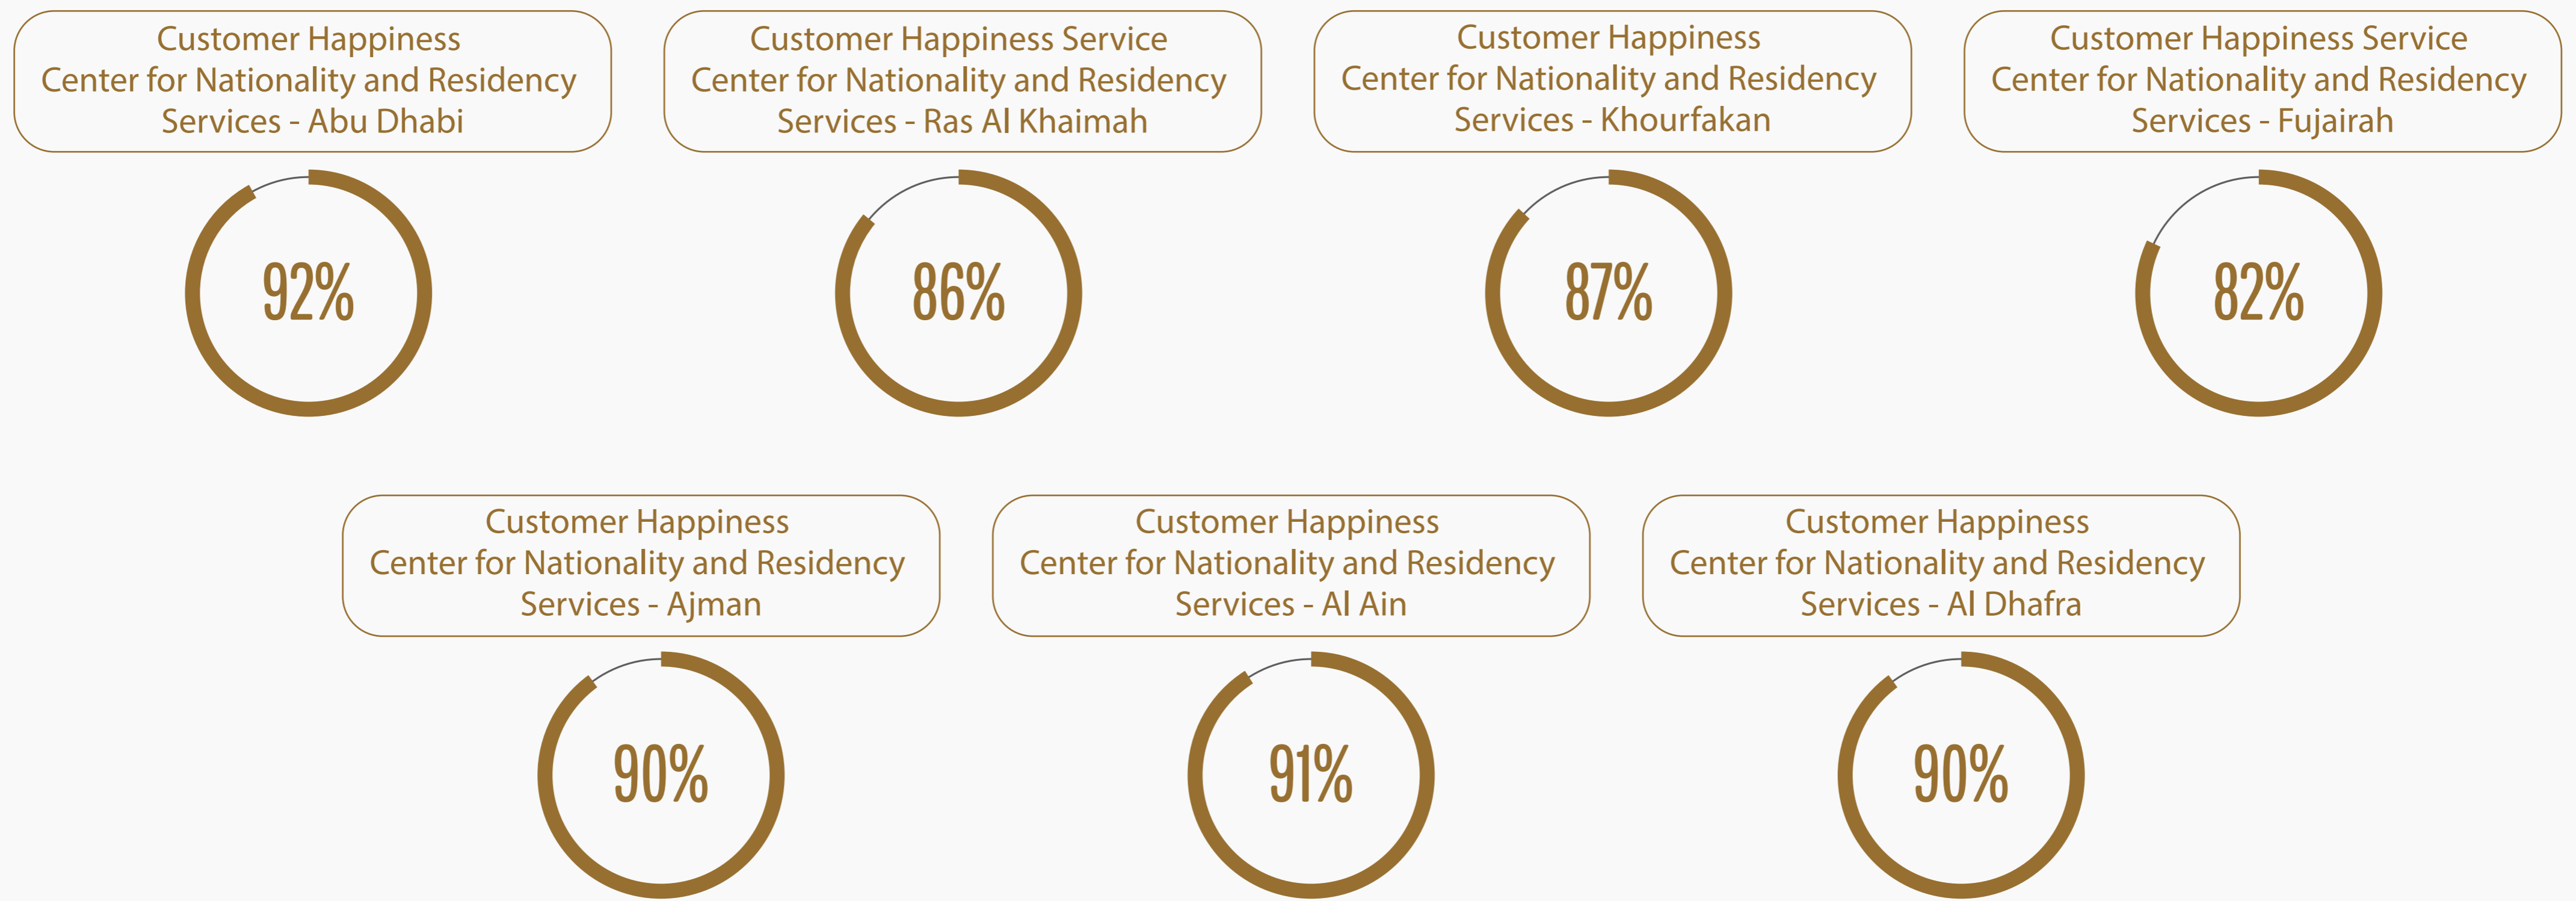 Customer Happiness
Center for Nationality and Residency
Services - Abu Dhabi
92%
Customer Happiness Service
Center for Nationality and Residency
Services - Ras Al Khaimah
86%
Customer Happiness
Center for Nationality and Residency
Services - Khourfakan
87%
Customer Happiness Service
Center for Nationality and Residency
Services - Fujairah
82%
Customer Happiness
Center for Nationality and Residency
Services - Ajman
90%
Customer Happiness
Center for Nationality and Residency
Services - Al Ain
91%
Customer Happiness
Center for Nationality and Residency
Services - Al Dhafra
90%